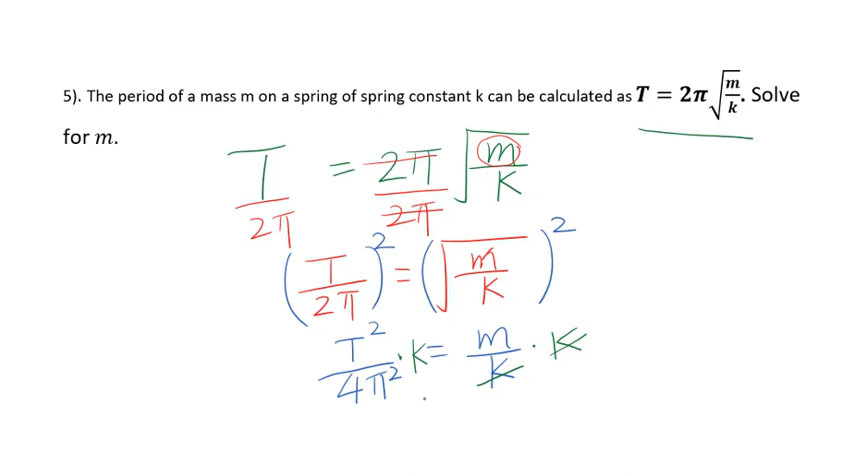 5). The period of a mass m on a spring of spring constant k can be calculated as T = 2π√(m/k). Solve
for m.
T/2π = 2π/2π √(m/K)
(T/2π)² = (√(m/K))²
T²/4π² · K = m/k · k